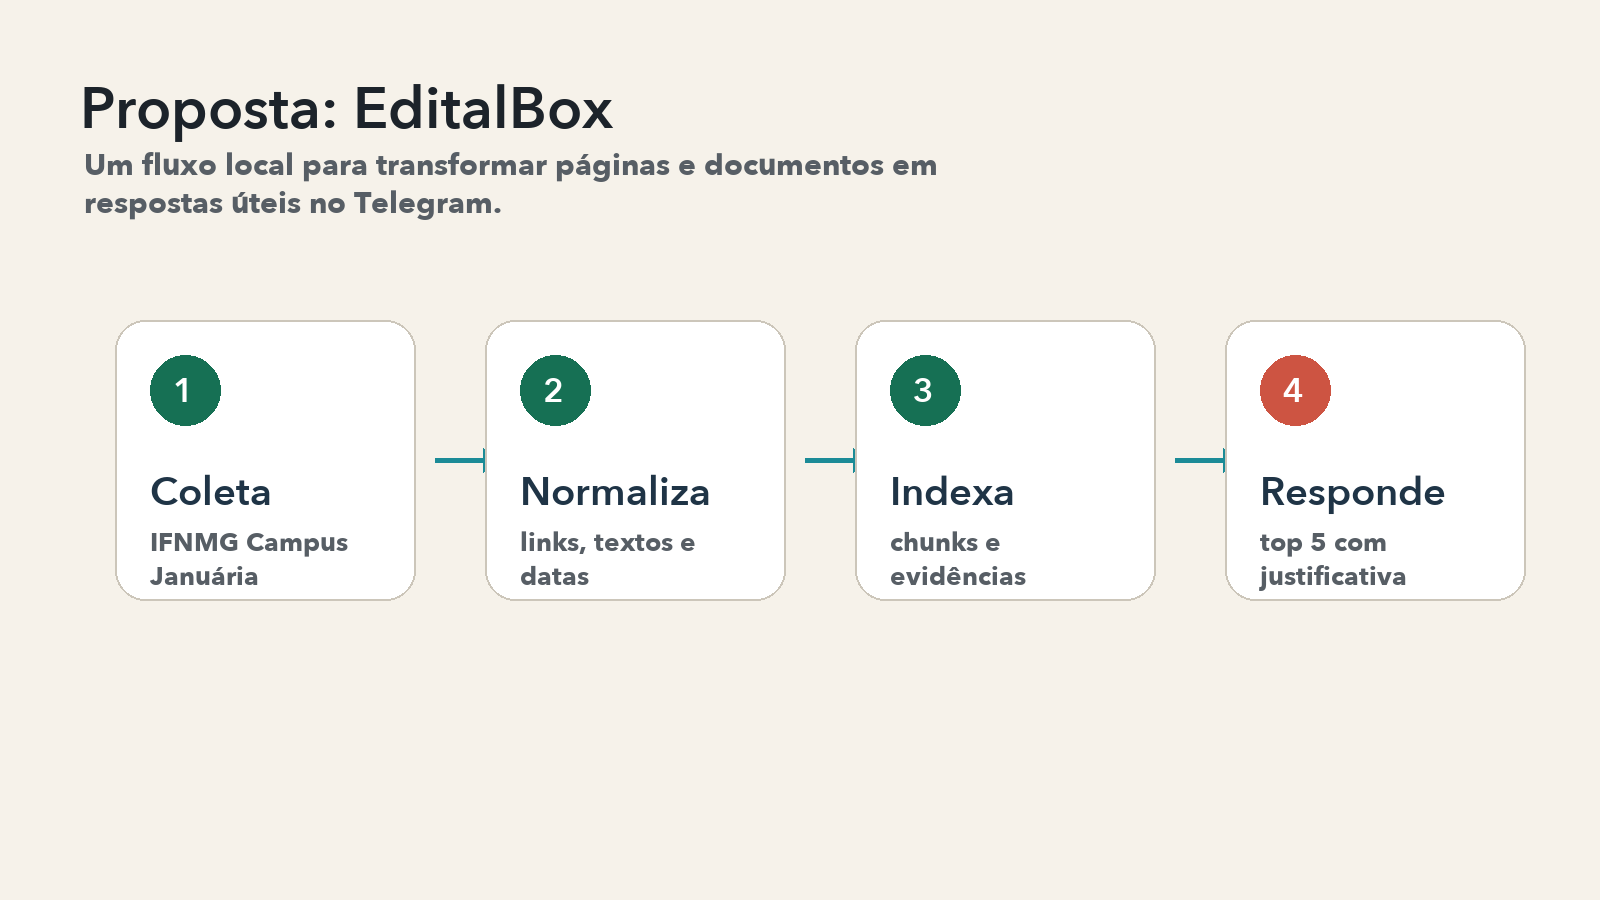 Proposta: EditalBox
Um fluxo local para transformar páginas e documentos em
respostas úteis no Telegram.
1
Coleta
IFNMG Campus
Januária
2
Normaliza
links, textos e
datas
3
Indexa
chunks e
evidências
4
Responde
top 5 com
justificativa